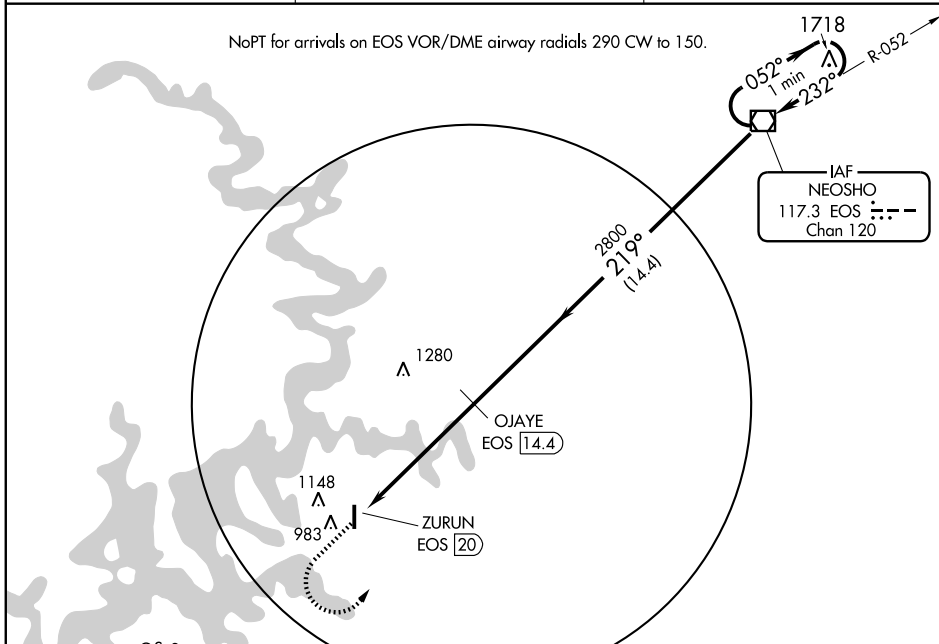 NoPT for arrivals on EOS VOR/DME airway radials 290 CW to 150.
1718
R-052
052°
1 min
232°
IAF
NEOSHO
117.3 EOS
Chan 120
2800
219°
(14.4)
1280
OJAYE
EOS 14.4
1148
983
ZURUN
EOS 20